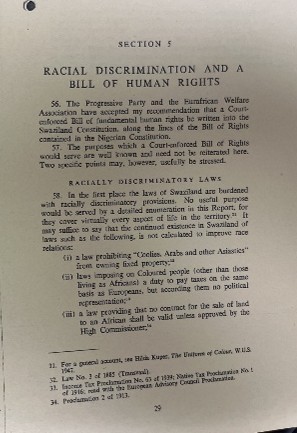 SECTION 5
RACIAL DISCRIMINATION AND A
BILL OF HUMAN RIGHTS
56. The Progressive Party and the Eurafrican Welfare
Association have accepted my recommendation that a Court-
enforced Bill of fundamental human rights be written into the
Swaziland Constitution, along the lines of the Bill of Rights
contained in the Nigerian Constitution.
57. The purposes which a Court-enforced Bill of Rights
would serve are well known and need not be reiterated here.
Two specific points may, however, usefully be stressed.
RACIALLY DISCRIMINATORY LAWS
58. In the first place the laws of Swaziland are burdened
with racially discriminatory provisions. No useful purpose
would be served by a detailed enumeration in this Report, for
they cover virtually every aspect of life in the territory.³¹ It
may suffice to say that the continued existence in Swaziland of
laws such as the following, is not calculated to improve race
relations:
(i) a law prohibiting "Coolies, Arabs and other Asiatics"
from owning fixed property;³²
(ii) laws imposing on Coloured people (other than those
living as Africans) a duty to pay taxes on the same
basis as Europeans, but according them no political
representation;³³
(iii) a law providing that no contract for the sale of land
to an African shall be valid unless approved by the
High Commissioner.³⁴
31. For a general account, see Hilda Kuper, The Uniform of Colour, W.U.S.
1947.
32. Law No. 3 of 1885 (Transvaal).
33. Income Tax Proclamation No. 63 of 1939; Native Tax Proclamation No. 1
of 1916; read with the European Advisory Council Proclamation.
34. Proclamation 2 of 1913.
29